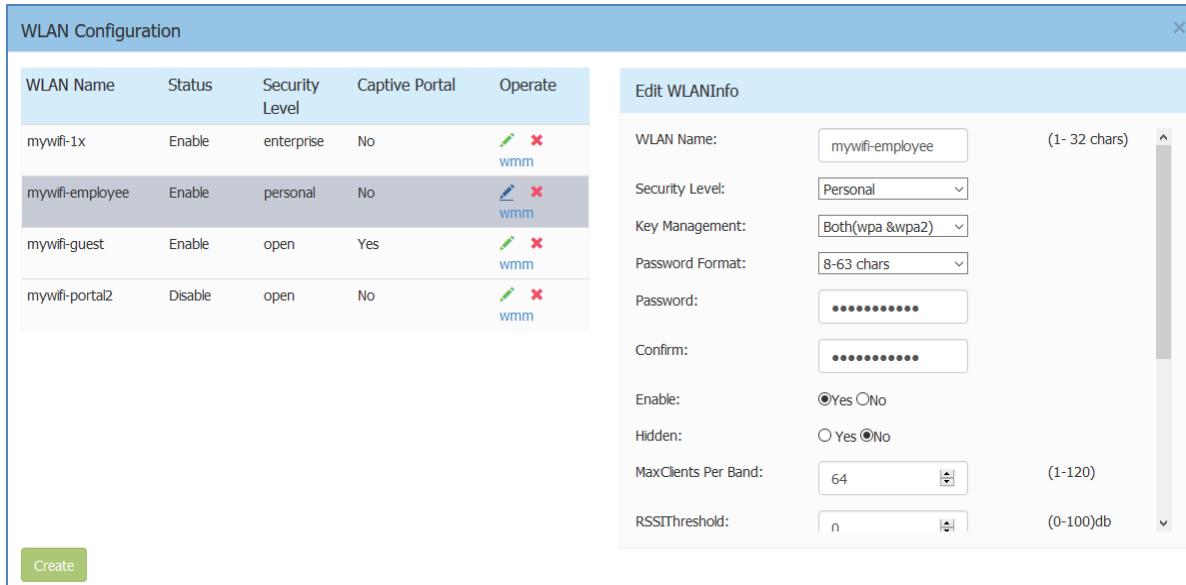 WLAN Configuration
WLAN Name Status Security Level Captive Portal Operate
mywifi-1x Enable enterprise No
wmm
mywifi-employee Enable personal No
wmm
mywifi-guest Enable open Yes
wmm
mywifi-portal2 Disable open No
wmm
Create
Edit WLANInfo
WLAN Name: mywifi-employee (1- 32 chars)
Security Level: Personal
Key Management: Both(wpa &wpa2)
Password Format: 8-63 chars
Password: •••••••••••
Confirm: •••••••••••
Enable: Yes No
Hidden: Yes No
MaxClients Per Band: 64 (1-120)
RSSIThreshold: 0 (0-100)db